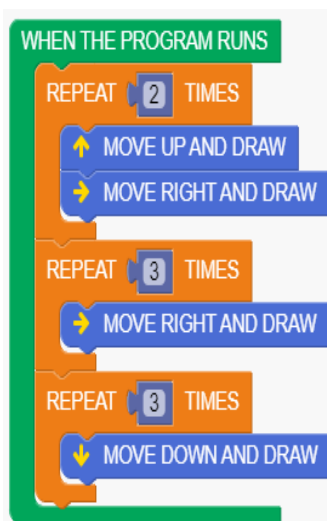 WHEN THE PROGRAM RUNS
REPEAT 2 TIMES
MOVE UP AND DRAW
MOVE RIGHT AND DRAW
REPEAT 3 TIMES
MOVE RIGHT AND DRAW
REPEAT 3 TIMES
MOVE DOWN AND DRAW